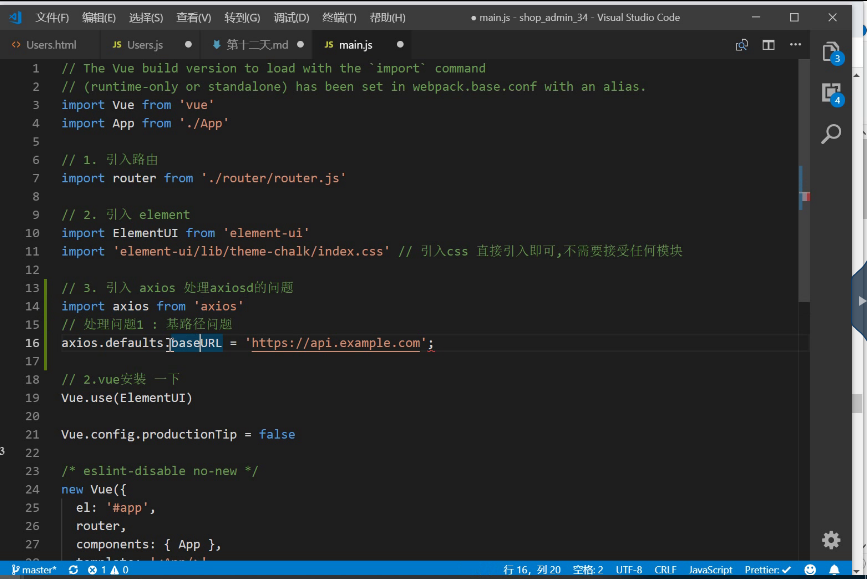 文件(F) 编辑(E) 选择(S) 查看(V) 转到(G) 调试(D) 终端(T) 帮助(H) ● main.js - shop_admin_34 - Visual Studio Code
<> Users.html JS Users.js ● 第十二天.md ● JS main.js ●
1 // The Vue build version to load with the `import` command
2 // (runtime-only or standalone) has been set in webpack.base.conf with an alias.
3 import Vue from 'vue'
4 import App from './App'
5
6 // 1. 引入路由
7 import router from './router/router.js'
8
9 // 2. 引入 element
10 import ElementUI from 'element-ui'
11 import 'element-ui/lib/theme-chalk/index.css' // 引入css 直接引入即可,不需要接受任何模块
12
13 // 3. 引入 axios 处理axiosd的问题
14 import axios from 'axios'
15 // 处理问题1 : 基路径问题
16 axios.defaults.baseURL = 'https://api.example.com';
17
18 // 2.vue安装 一下
19 Vue.use(ElementUI)
20
21 Vue.config.productionTip = false
22
23 /* eslint-disable no-new */
24 new Vue({
25 el: '#app',
26 router,
27 components: { App },
3
4
3
master* 1 0 行 16，列 20 空格: 2 UTF-8 CRLF JavaScript Prettier: ✓